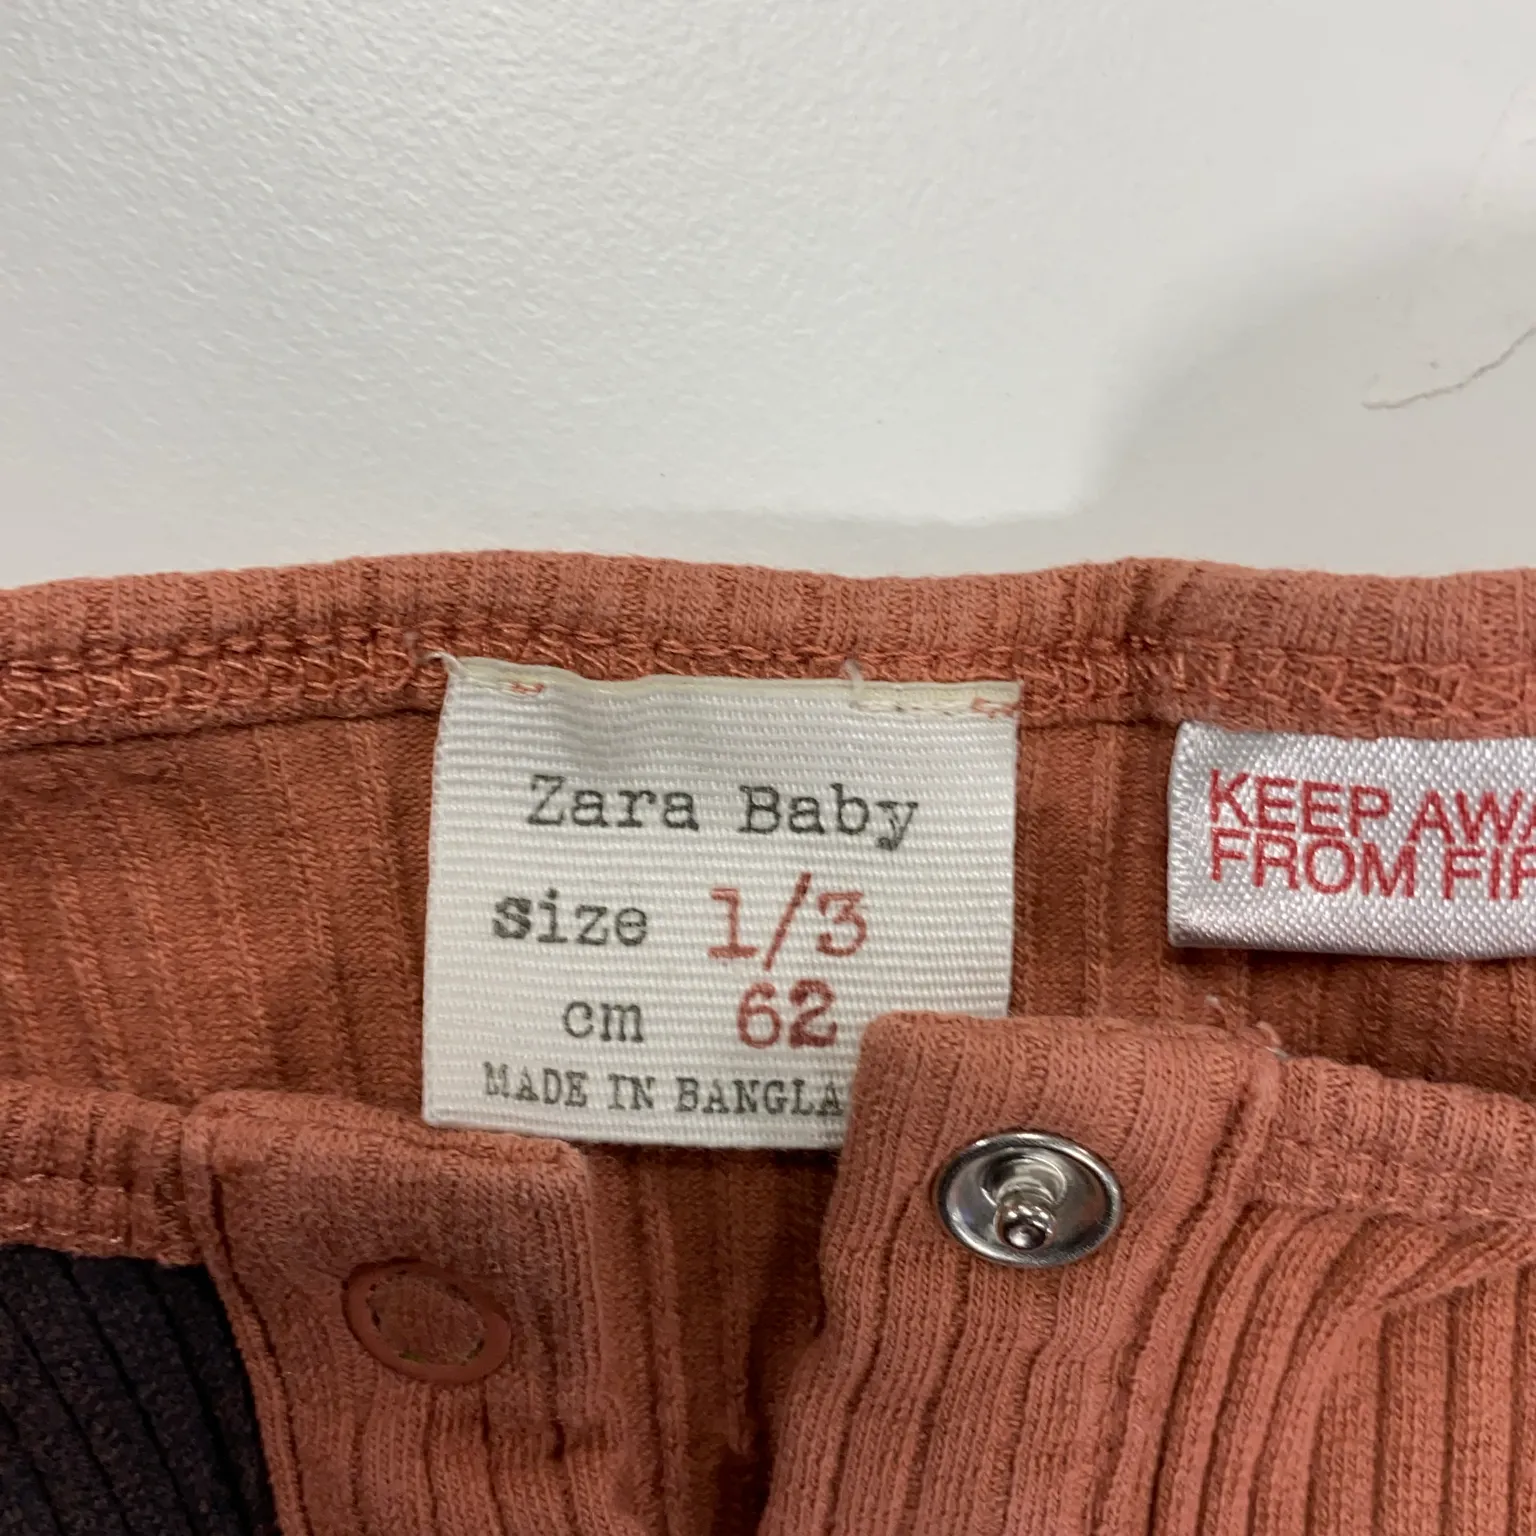 Zara Baby
size 1/3
cm 62
MADE IN BANGLA
KEEP AWA
FROM FIR